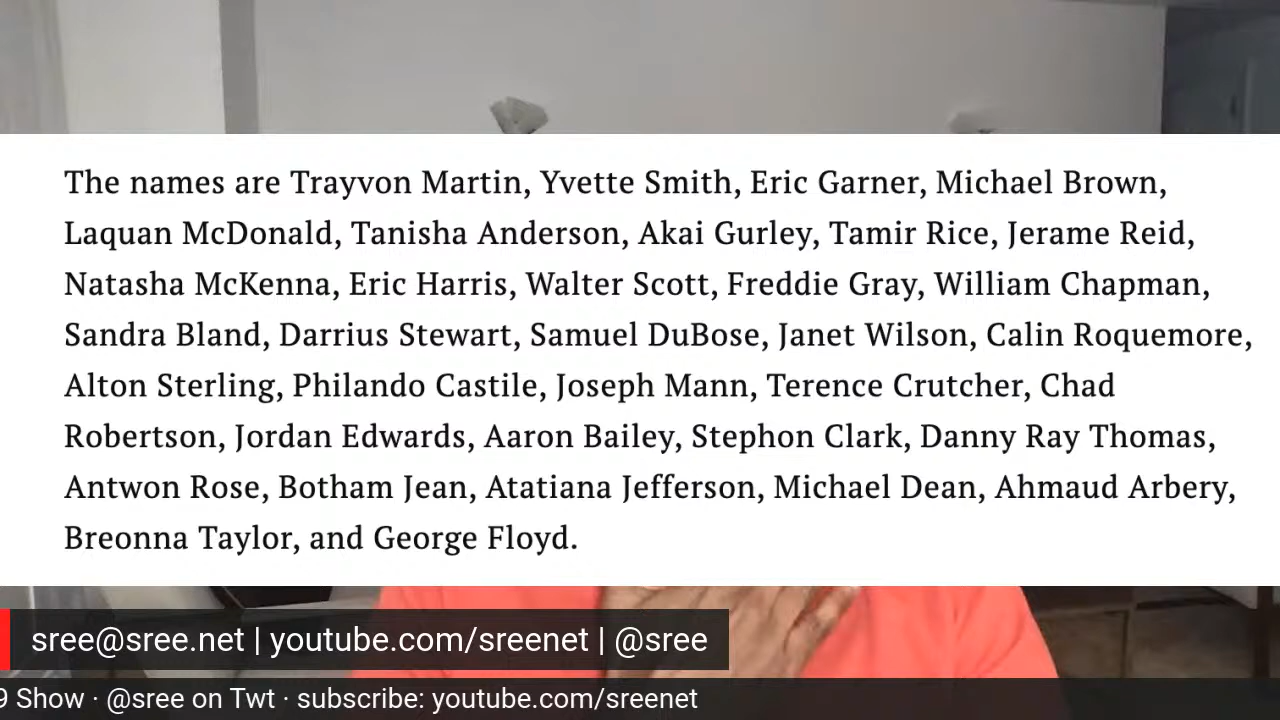 The names are Trayvon Martin, Yvette Smith, Eric Garner, Michael Brown,
Laquan McDonald, Tanisha Anderson, Akai Gurley, Tamir Rice, Jerame Reid,
Natasha McKenna, Eric Harris, Walter Scott, Freddie Gray, William Chapman,
Sandra Bland, Darrius Stewart, Samuel DuBose, Janet Wilson, Calin Roquemore,
Alton Sterling, Philando Castile, Joseph Mann, Terence Crutcher, Chad
Robertson, Jordan Edwards, Aaron Bailey, Stephon Clark, Danny Ray Thomas,
Antwon Rose, Botham Jean, Atatiana Jefferson, Michael Dean, Ahmaud Arbery,
Breonna Taylor, and George Floyd.
sree@sree.net | youtube.com/sreenet | @sree
9 Show · @sree on Twt · subscribe: youtube.com/sreenet